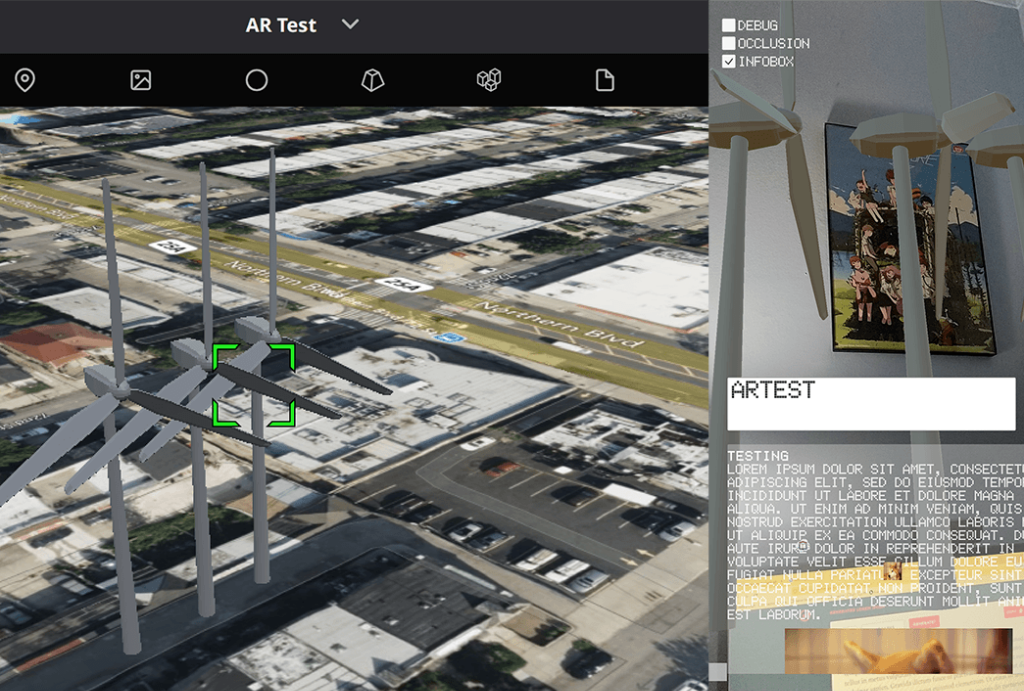 AR Test
DEBUG
OCCLUSION
INFOBOX
25A
25A
Northern Blvd
Northern Blvd
ARTEST
TESTING
LOREM IPSUM DOLOR SIT AMET, CONSECTETU
ADIPISCING ELIT, SED DO EIUSMOD TEMPO
INCIDIDUNT UT LABORE ET DOLORE MAGNA
ALIQUA. UT ENIM AD MINIM VENIAM, QUIS
NOSTRUD EXERCITATION ULLAMCO LABORIS
UT ALIQUIP EX EA COMMODO CONSEQUAT. DU
AUTE IRURE DOLOR IN REPREHENDERIT IN
VOLUPTATE VELIT ESSE CILLUM DOLORE EU
FUGIAT NULLA PARIATUR EXCEPTEUR SINT
OCCAECAT CUPIDATAT NON PROIDENT, SUNT
CULPA QUI OFFICIA DESERUNT MOLLIT ANI
EST LABORUM.